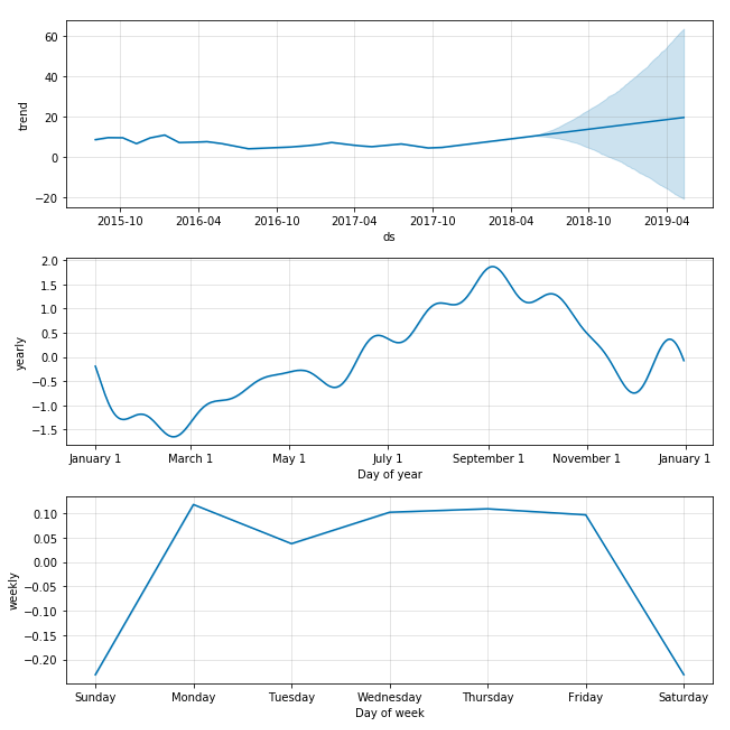 60
40
20
0
−20
trend
2015-10 2016-04 2016-10 2017-04 2017-10 2018-04 2018-10 2019-04
ds
2.0
1.5
1.0
0.5
0.0
−0.5
−1.0
−1.5
yearly
January 1 March 1 May 1 July 1 September 1 November 1 January 1
Day of year
0.10
0.05
0.00
−0.05
−0.10
−0.15
−0.20
weekly
Sunday Monday Tuesday Wednesday Thursday Friday Saturday
Day of week